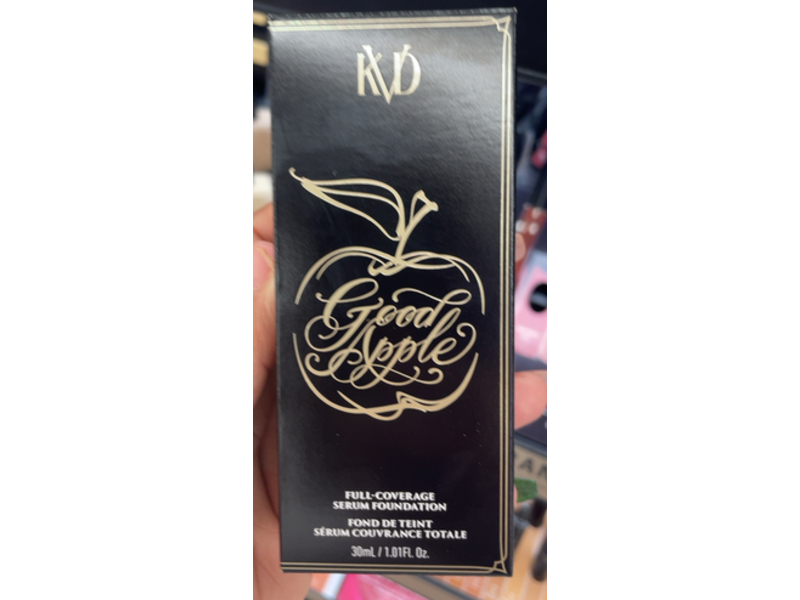 KVD
Good
Apple
FULL-COVERAGE
SERUM FOUNDATION
FOND DE TEINT
SÉRUM COUVRANCE TOTALE
30mL / 1.01FL. Oz.